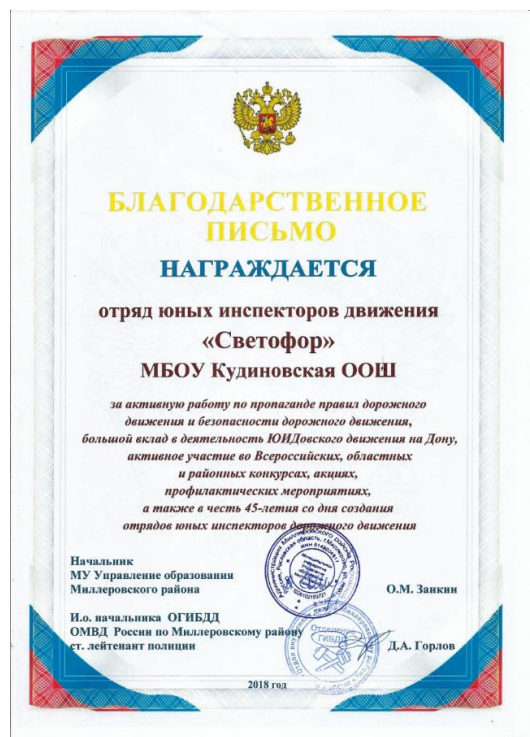 БЛАГОДАРСТВЕННОЕ
ПИСЬМО
НАГРАЖДАЕТСЯ
отряд юных инспекторов движения
«Светофор»
МБОУ Кудиновская ООШ
за активную работу по пропаганде правил дорожного
движения и безопасности дорожного движения,
большой вклад в деятельность ЮИДовского движения на Дону,
активное участие во Всероссийских, областных
и районных конкурсах, акциях,
профилактических мероприятиях,
а также в честь 45-летия со дня создания
отрядов юных инспекторов дорожного движения
Начальник
МУ Управление образования
Миллеровского района О.М. Заикин
И.о. начальника ОГИБДД
ОМВД России по Миллеровскому району
ст. лейтенант полиции Д.А. Горлов
Отделение
ГИБДД
2018 год